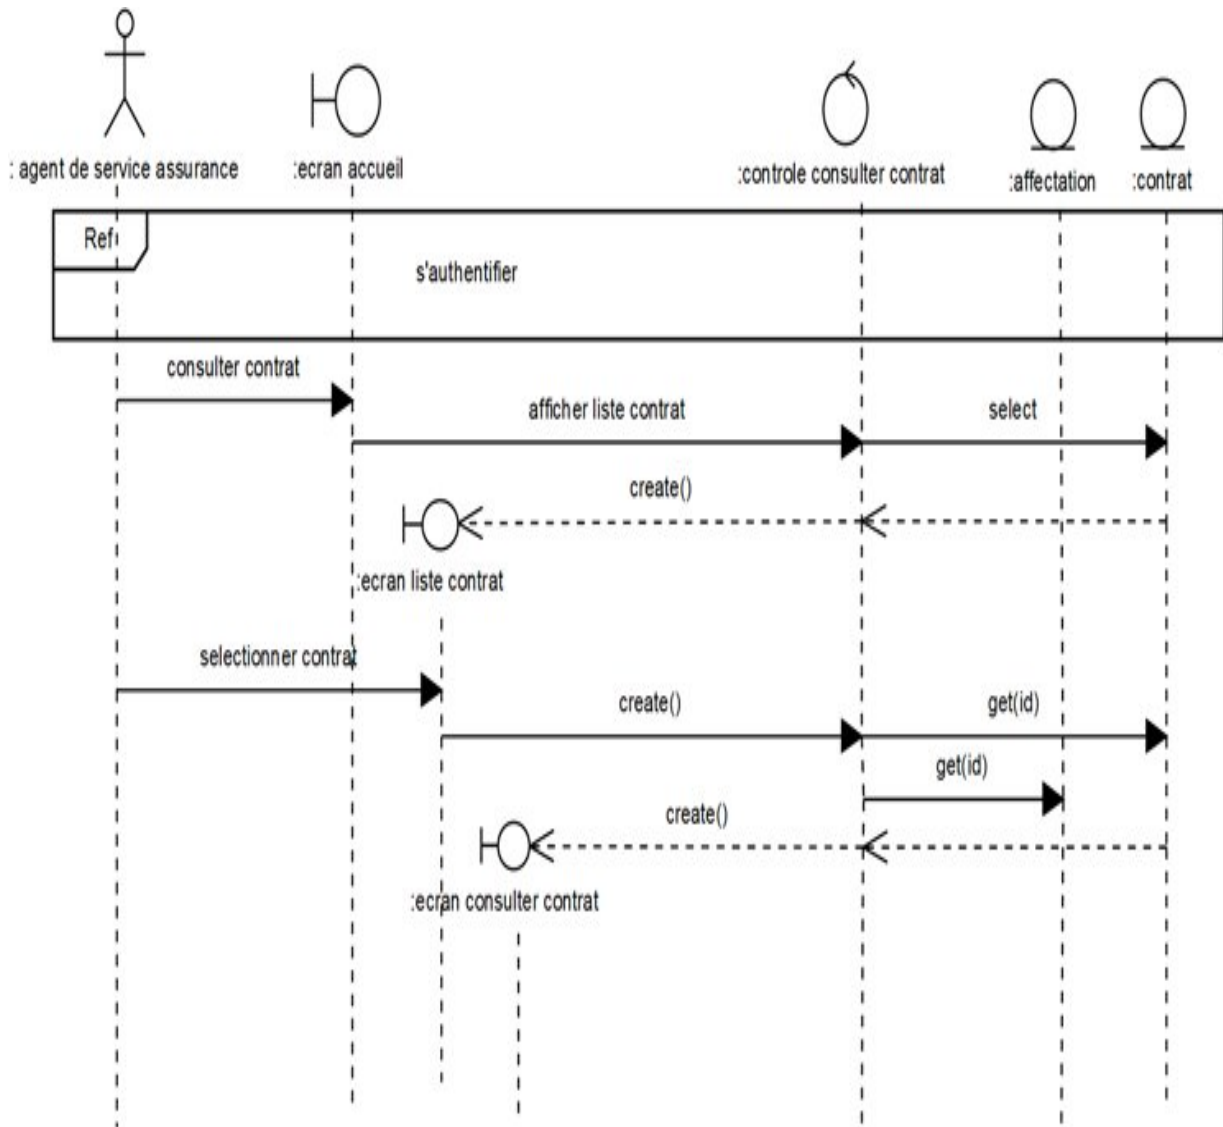 : agent de service assurance
:ecran accueil
:controle consulter contrat
:affectation
:contrat
Ref
s'authentifier
consulter contrat
afficher liste contrat
select
create()
:ecran liste contrat
selectionner contrat
create()
get(id)
get(id)
create()
:ecran consulter contrat